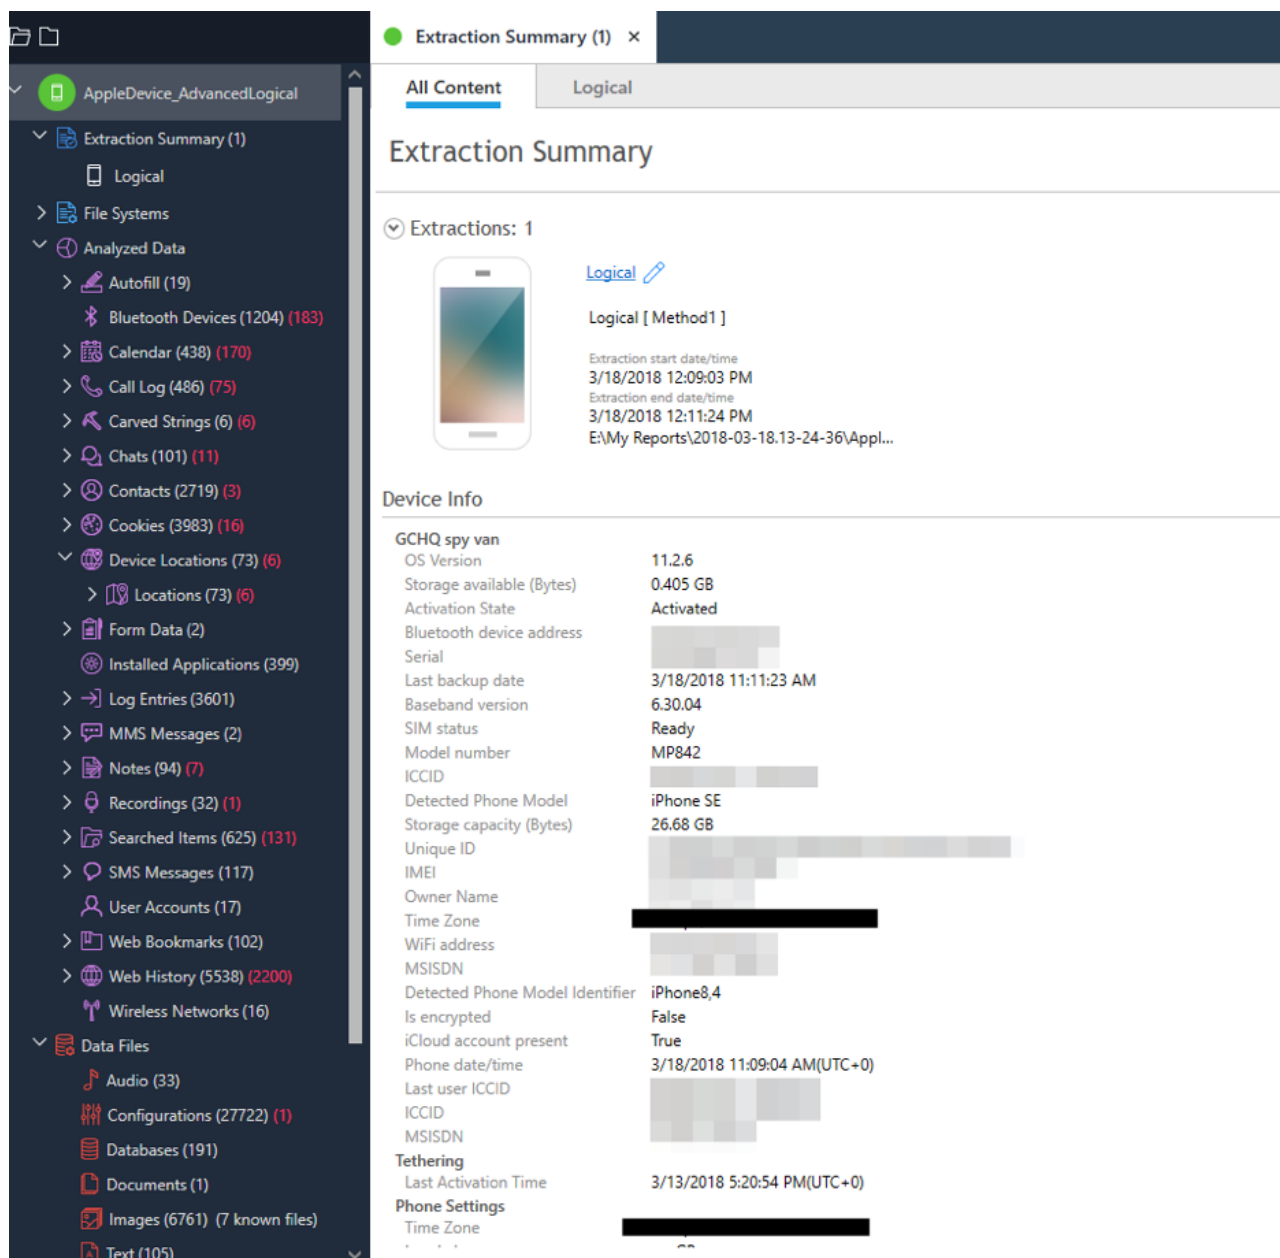 Extraction Summary (1) ×
AppleDevice_AdvancedLogical
Extraction Summary (1)
Logical
File Systems
Analyzed Data
Autofill (19)
Bluetooth Devices (1204) (183)
Calendar (438) (170)
Call Log (486) (75)
Carved Strings (6) (6)
Chats (101) (11)
Contacts (2719) (3)
Cookies (3983) (16)
Device Locations (73) (6)
Locations (73) (6)
Form Data (2)
Installed Applications (399)
Log Entries (3601)
MMS Messages (2)
Notes (94) (7)
Recordings (32) (1)
Searched Items (625) (131)
SMS Messages (117)
User Accounts (17)
Web Bookmarks (102)
Web History (5538) (2200)
Wireless Networks (16)
Data Files
Audio (33)
Configurations (27722) (1)
Databases (191)
Documents (1)
Images (6761) (7 known files)
Text (105)
All Content Logical
Extraction Summary
Extractions: 1
Logical
Logical [ Method1 ]
Extraction start date/time
3/18/2018 12:09:03 PM
Extraction end date/time
3/18/2018 12:11:24 PM
E:\My Reports\2018-03-18.13-24-36\Appl...
Device Info
GCHQ spy van
OS Version 11.2.6
Storage available (Bytes) 0.405 GB
Activation State Activated
Bluetooth device address
Serial
Last backup date 3/18/2018 11:11:23 AM
Baseband version 6.30.04
SIM status Ready
Model number MP842
ICCID
Detected Phone Model iPhone SE
Storage capacity (Bytes) 26.68 GB
Unique ID
IMEI
Owner Name
Time Zone
WiFi address
MSISDN
Detected Phone Model Identifier iPhone8,4
Is encrypted False
iCloud account present True
Phone date/time 3/18/2018 11:09:04 AM(UTC+0)
Last user ICCID
ICCID
MSISDN
Tethering
Last Activation Time 3/13/2018 5:20:54 PM(UTC+0)
Phone Settings
Time Zone